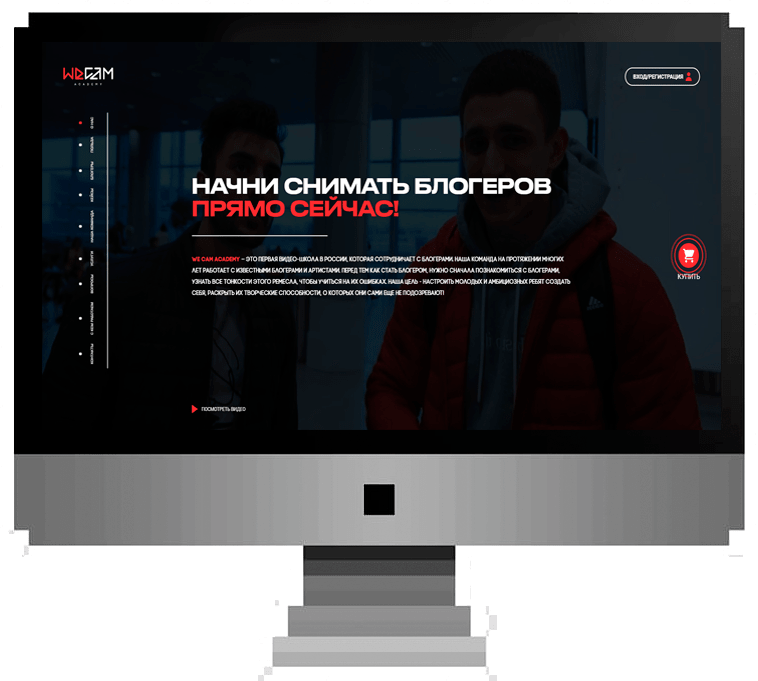 WECAM
ACADEMY
ВХОД/РЕГИСТРАЦИЯ
О НАС
ПОЛЬЗА
БЛОГЕРЫ
КЕЙСЫ
НАША КОМАНДА
УСЛУГИ
ВОПРОСЫ
С КЕМ РАБОТАЕМ
КОНТАКТЫ
НАЧНИ СНИМАТЬ БЛОГЕРОВ
ПРЯМО СЕЙЧАС!
WE CAM ACADEMY – ЭТО ПЕРВАЯ ВИДЕО-ШКОЛА В РОССИИ, КОТОРАЯ СОТРУДНИЧАЕТ С БЛОГЕРАМИ. НАША КОМАНДА НА ПРОТЯЖЕНИИ МНОГИХ
ЛЕТ РАБОТАЕТ С ИЗВЕСТНЫМИ БЛОГЕРАМИ И АРТИСТАМИ. ПЕРЕД ТЕМ КАК СТАТЬ БЛОГЕРОМ, НУЖНО СНАЧАЛА ПОЗНАКОМИТЬСЯ С БЛОГЕРАМИ,
УЗНАТЬ ВСЕ ТОНКОСТИ ЭТОГО РЕМЕСЛА, ЧТОБЫ УЧИТЬСЯ НА ИХ ОШИБКАХ. НАША ЦЕЛЬ - НАСТРОИТЬ МОЛОДЫХ И АМБИЦИОЗНЫХ РЕБЯТ СОЗДАТЬ
СЕБЯ, РАСКРЫТЬ ИХ ТВОРЧЕСКИЕ СПОСОБНОСТИ, О КОТОРЫХ ОНИ САМИ ЕЩЕ НЕ ПОДОЗРЕВАЮТ!
КУПИТЬ
ПОСМОТРЕТЬ ВИДЕО